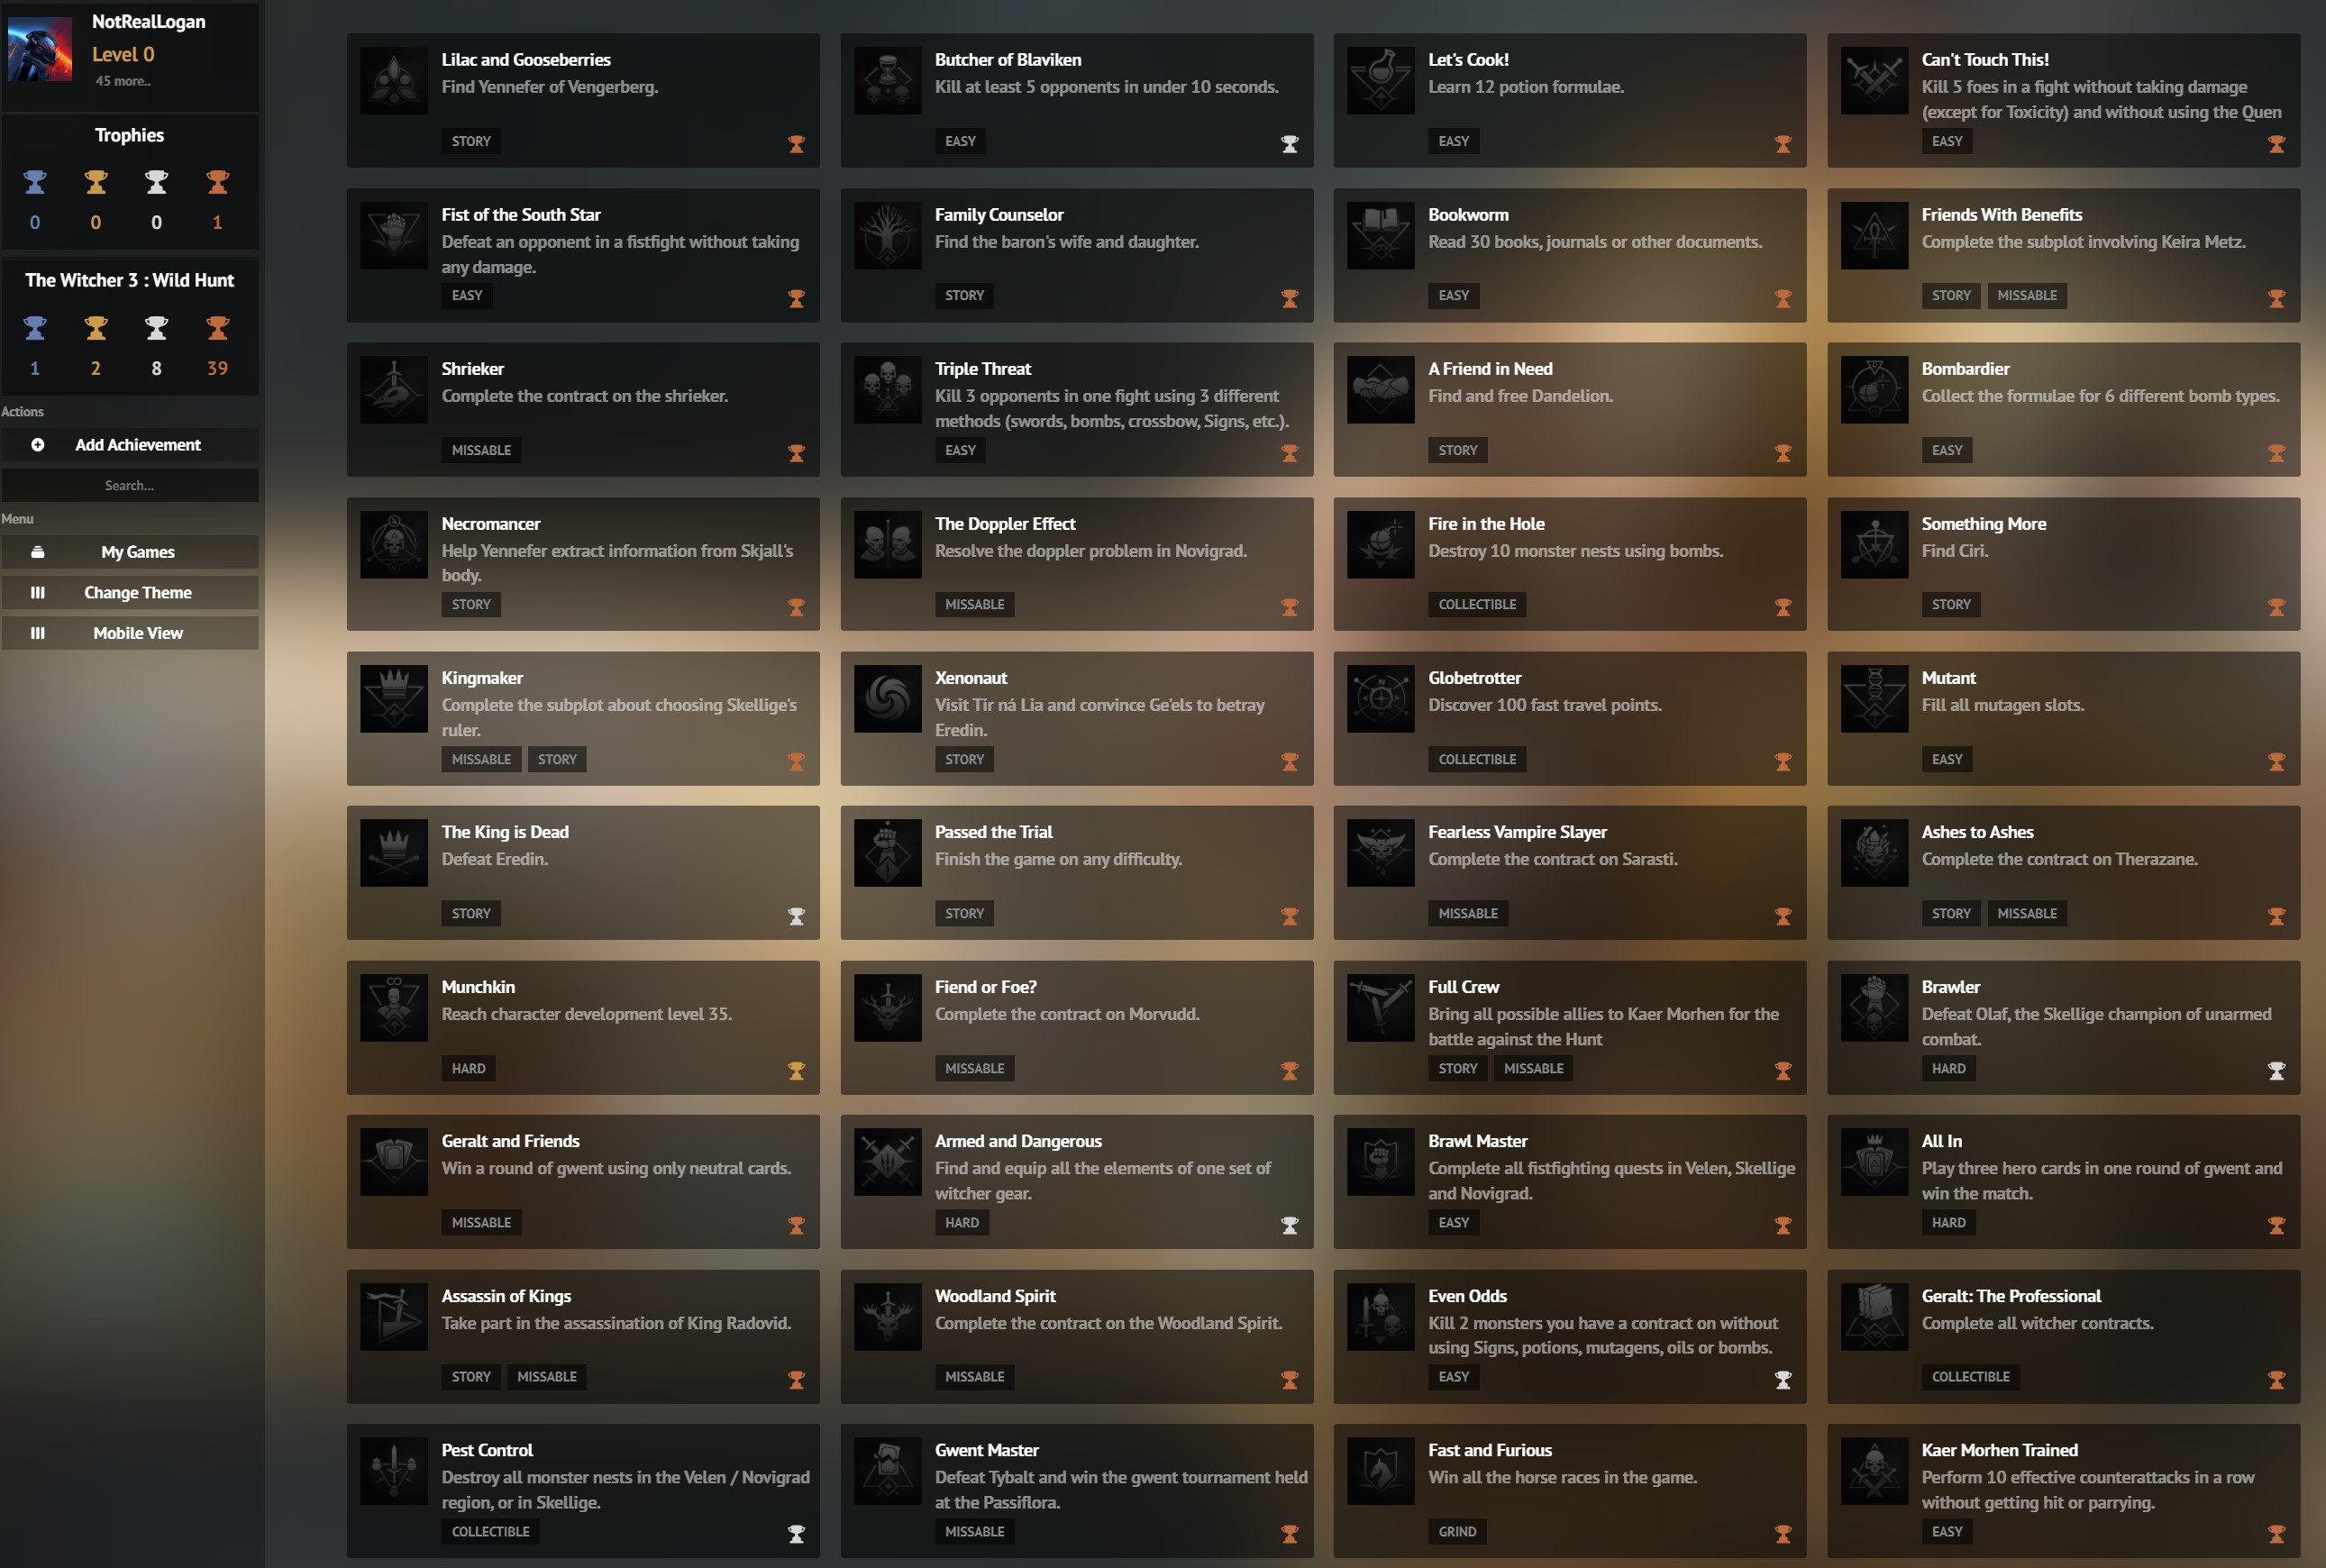 NotRealLogan
Level 0
45 more..
Trophies
0 0 0 1
The Witcher 3 : Wild Hunt
1 2 8 39
Actions
Add Achievement
Search...
Menu
My Games
Change Theme
Mobile View
Lilac and Gooseberries
Find Yennefer of Vengerberg.
STORY
Butcher of Blaviken
Kill at least 5 opponents in under 10 seconds.
EASY
Let's Cook!
Learn 12 potion formulae.
EASY
Can't Touch This!
Kill 5 foes in a fight without taking damage
(except for Toxicity) and without using the Quen
EASY
Fist of the South Star
Defeat an opponent in a fistfight without taking
any damage.
EASY
Family Counselor
Find the baron's wife and daughter.
STORY
Bookworm
Read 30 books, journals or other documents.
EASY
Friends With Benefits
Complete the subplot involving Keira Metz.
STORY MISSABLE
Shrieker
Complete the contract on the shrieker.
MISSABLE
Triple Threat
Kill 3 opponents in one fight using 3 different
methods (swords, bombs, crossbow, Signs, etc.).
EASY
A Friend in Need
Find and free Dandelion.
STORY
Bombardier
Collect the formulae for 6 different bomb types.
EASY
Necromancer
Help Yennefer extract information from Skjall's
body.
STORY
The Doppler Effect
Resolve the doppler problem in Novigrad.
MISSABLE
Fire in the Hole
Destroy 10 monster nests using bombs.
COLLECTIBLE
Something More
Find Ciri.
STORY
Kingmaker
Complete the subplot about choosing Skellige's
ruler.
MISSABLE STORY
Xenonaut
Visit Tir ná Lia and convince Ge'els to betray
Eredin.
STORY
Globetrotter
Discover 100 fast travel points.
COLLECTIBLE
Mutant
Fill all mutagen slots.
EASY
The King is Dead
Defeat Eredin.
STORY
Passed the Trial
Finish the game on any difficulty.
STORY
Fearless Vampire Slayer
Complete the contract on Sarasti.
MISSABLE
Ashes to Ashes
Complete the contract on Therazane.
STORY MISSABLE
Munchkin
Reach character development level 35.
HARD
Fiend or Foe?
Complete the contract on Morvudd.
MISSABLE
Full Crew
Bring all possible allies to Kaer Morhen for the
battle against the Hunt
STORY MISSABLE
Brawler
Defeat Olaf, the Skellige champion of unarmed
combat.
HARD
Geralt and Friends
Win a round of gwent using only neutral cards.
MISSABLE
Armed and Dangerous
Find and equip all the elements of one set of
witcher gear.
HARD
Brawl Master
Complete all fistfighting quests in Velen, Skellige
and Novigrad.
EASY
All In
Play three hero cards in one round of gwent and
win the match.
HARD
Assassin of Kings
Take part in the assassination of King Radovid.
STORY MISSABLE
Woodland Spirit
Complete the contract on the Woodland Spirit.
MISSABLE
Even Odds
Kill 2 monsters you have a contract on without
using Signs, potions, mutagens, oils or bombs.
EASY
Geralt: The Professional
Complete all witcher contracts.
COLLECTIBLE
Pest Control
Destroy all monster nests in the Velen / Novigrad
region, or in Skellige.
COLLECTIBLE
Gwent Master
Defeat Tybalt and win the gwent tournament held
at the Passiflora.
MISSABLE
Fast and Furious
Win all the horse races in the game.
GRIND
Kaer Morhen Trained
Perform 10 effective counterattacks in a row
without getting hit or parrying.
EASY